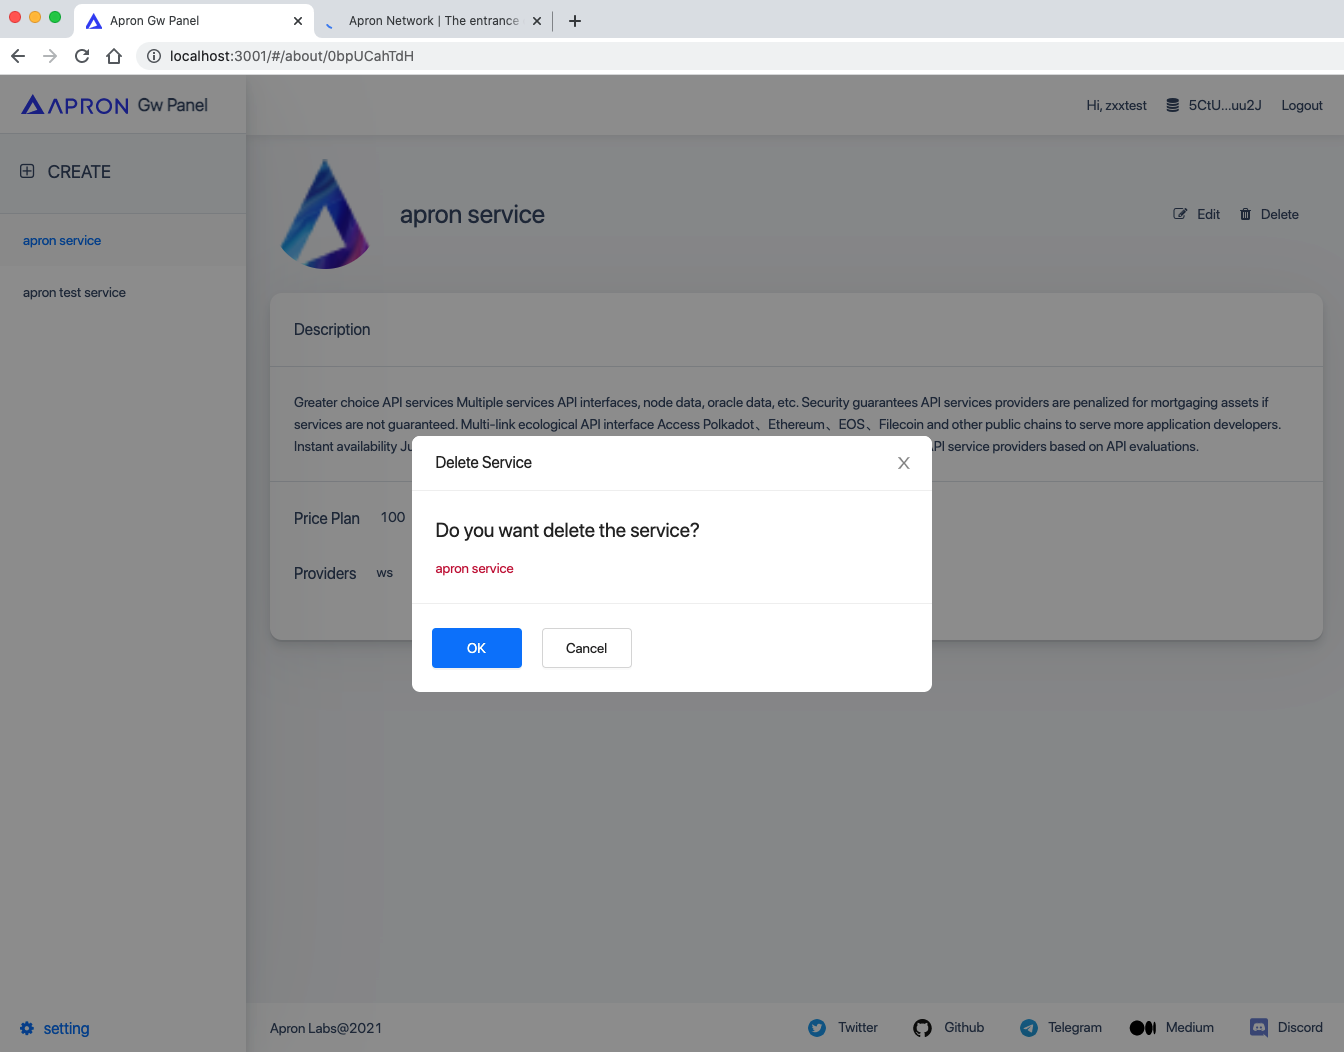 Apron Gw Panel
Apron Network | The entrance
localhost:3001/#/about/0bpUCahTdH
APRON Gw Panel
Hi, zxxtest
5CtU...uu2J
Logout
CREATE
apron service
apron test service
apron service
Edit
Delete
Description
Greater choice API services Multiple services API interfaces, node data, oracle data, etc. Security guarantees API services providers are penalized for mortgaging assets if
services are not guaranteed. Multi-link ecological API interface Access Polkadot、Ethereum、EOS、Filecoin and other public chains to serve more application developers.
Instant availability
API service providers based on API evaluations.
Price Plan 100
Providers ws
Delete Service
Do you want delete the service?
apron service
OK
Cancel
setting
Apron Labs@2021
Twitter
Github
Telegram
Medium
Discord